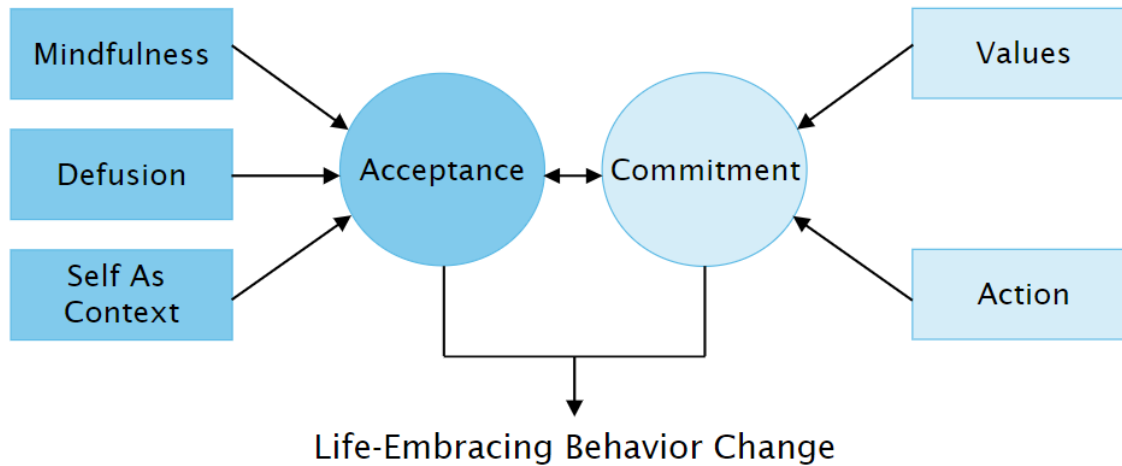 Mindfulness
Values
Defusion
Acceptance
Commitment
Self As
Context
Action
Life-Embracing Behavior Change